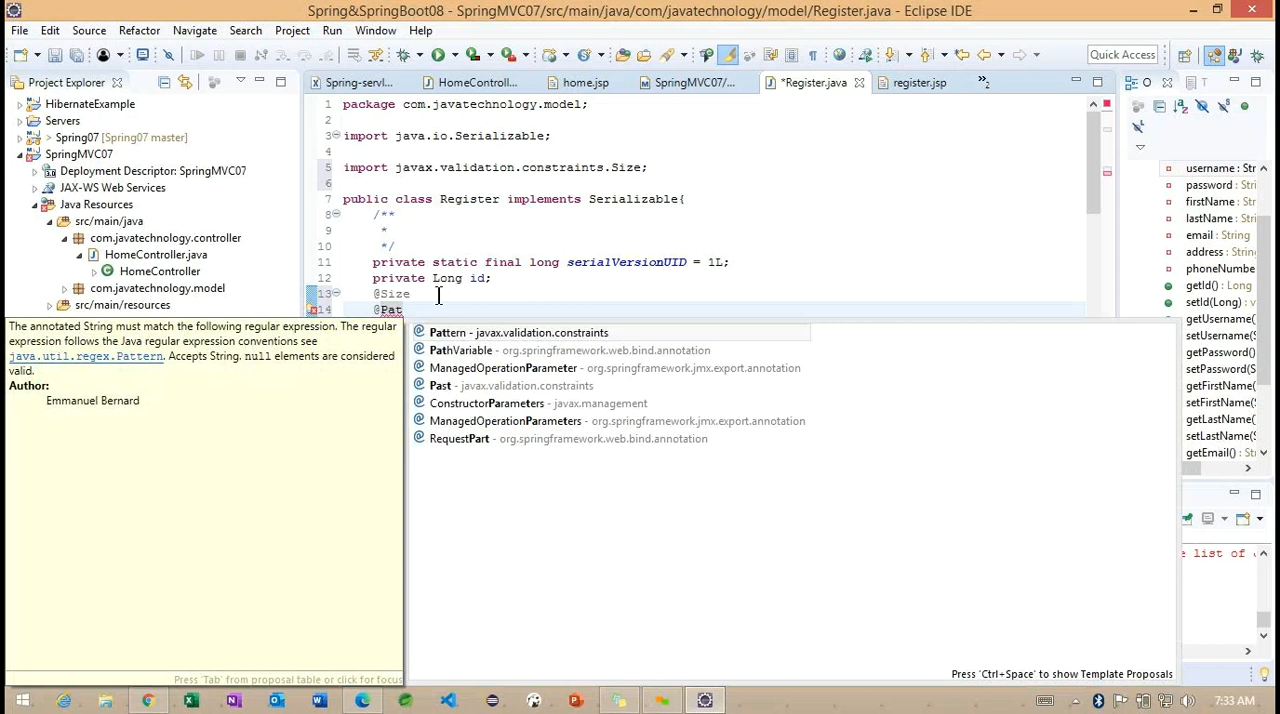 Spring&SpringBoot08 - SpringMVC07/src/main/java/com/javatechnology/model/Register.java - Eclipse IDE
File Edit Source Refactor Navigate Search Project Run Window Help
Quick Access
Project Explorer
Spring-servl...
HomeControll...
home.jsp
SpringMVC07/...
*Register.java
register.jsp
2
O
T
HibernateExample
Servers
> Spring07 [Spring07 master]
SpringMVC07
Deployment Descriptor: SpringMVC07
JAX-WS Web Services
Java Resources
src/main/java
com.javatechnology.controller
HomeController.java
HomeController
com.javatechnology.model
src/main/resources
1 package com.javatechnology.model;
2
3 import java.io.Serializable;
4
5 import javax.validation.constraints.Size;
6
7 public class Register implements Serializable{
8 /**
9 *
10 */
11 private static final long serialVersionUID = 1L;
12 private Long id;
13 @Size
14 @Pat
username : Str
password : Stri
firstName : Str
lastName : Stri
email : String
address : String
phoneNumber
getId() : Long
setId(Long) : v
getUsername(
setUsername(S
getPassword()
setPassword(S
getFirstName(
setFirstName(S
getLastName(
setLastName(S
getEmail() : St
The annotated String must match the following regular expression. The regular
expression follows the Java regular expression conventions see
java.util.regex.Pattern. Accepts String. null elements are considered
valid.
Author:
Emmanuel Bernard
Press 'Tab' from proposal table or click for focus
Pattern - javax.validation.constraints
PathVariable - org.springframework.web.bind.annotation
ManagedOperationParameter - org.springframework.jmx.export.annotation
Past - javax.validation.constraints
ConstructorParameters - javax.management
ManagedOperationParameters - org.springframework.jmx.export.annotation
RequestPart - org.springframework.web.bind.annotation
Press 'Ctrl+Space' to show Template Proposals
e list of
7:33 AM